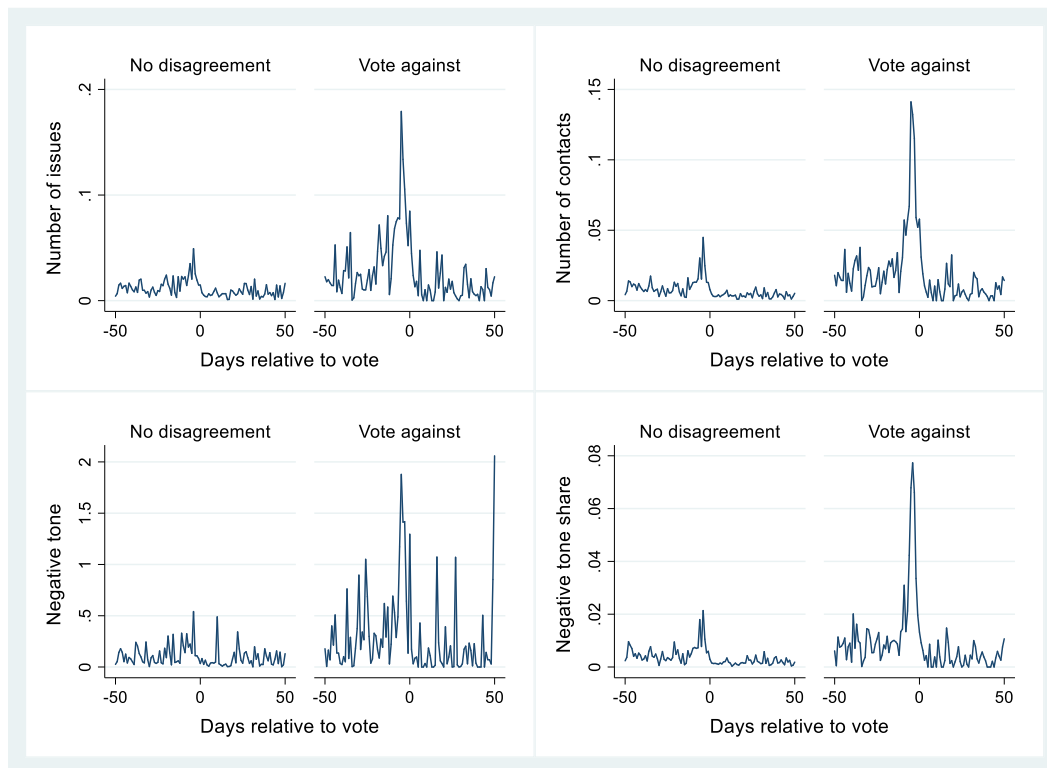 No disagreement Vote against
.2
.1
0
Number of issues
-50 0 50 -50 0 50
Days relative to vote
No disagreement Vote against
.15
.1
.05
0
Number of contacts
-50 0 50 -50 0 50
Days relative to vote
No disagreement Vote against
2
1.5
1
.5
0
Negative tone
-50 0 50 -50 0 50
Days relative to vote
No disagreement Vote against
.08
.06
.04
.02
0
Negative tone share
-50 0 50 -50 0 50
Days relative to vote